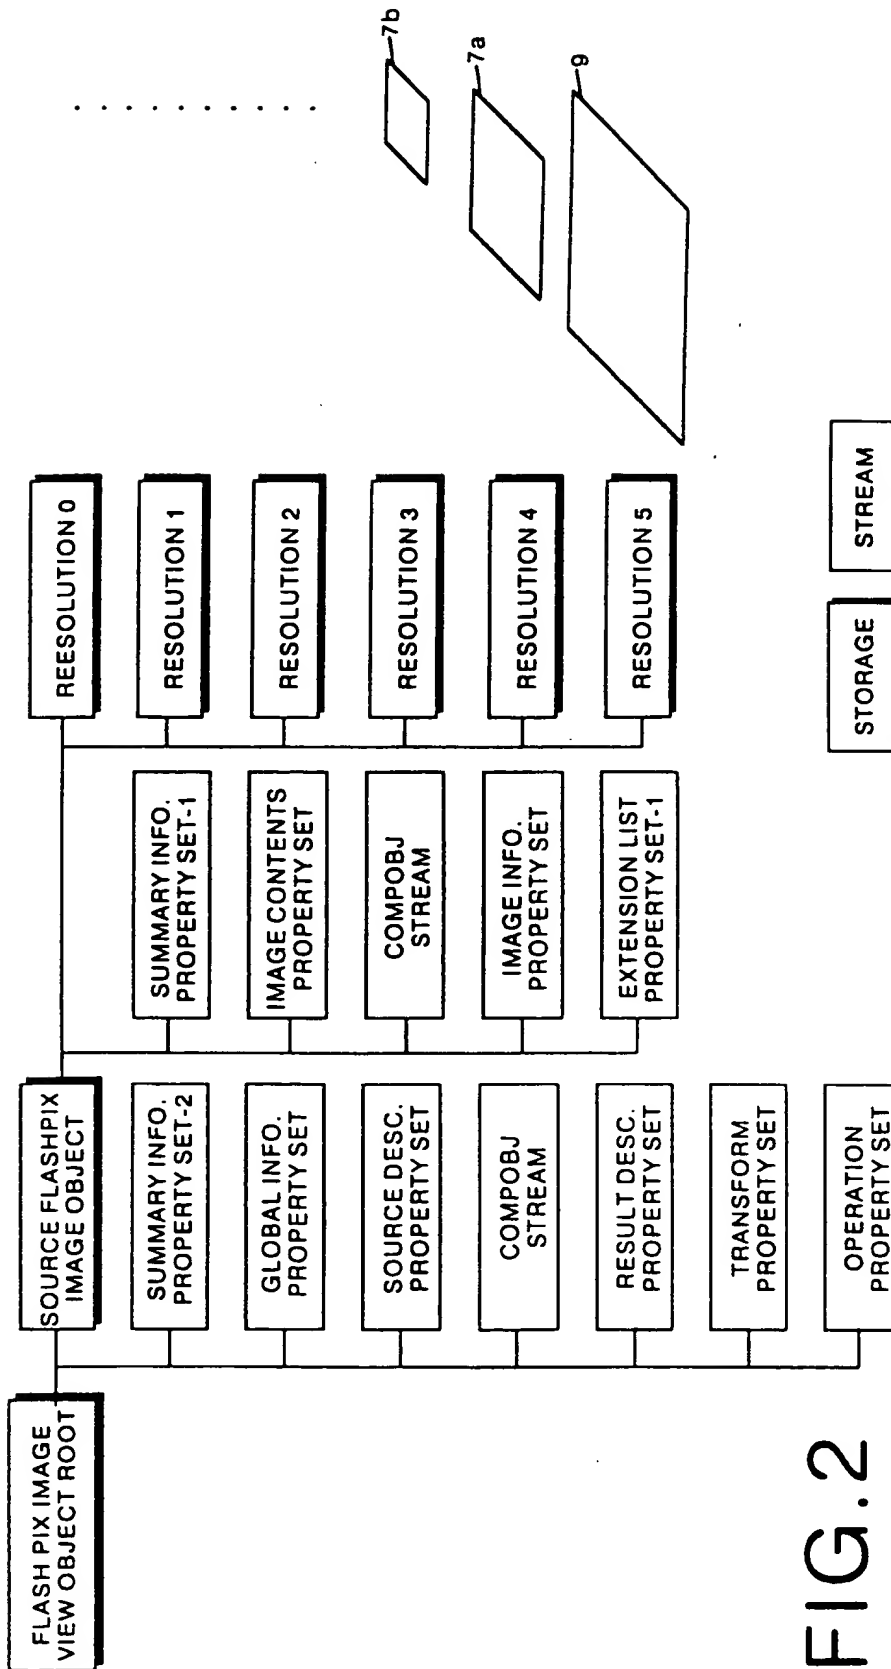 FLASH PIX IMAGE
VIEW OBJECT ROOT
SOURCE FLASHPIX
IMAGE OBJECT
SUMMARY INFO.
PROPERTY SET-2
GLOBAL INFO.
PROPERTY SET
SOURCE DESC.
PROPERTY SET
COMPOBJ
STREAM
RESULT DESC.
PROPERTY SET
TRANSFORM
PROPERTY SET
OPERATION
PROPERTY SET
SUMMARY INFO.
PROPERTY SET-1
IMAGE CONTENTS
PROPERTY SET
COMPOBJ
STREAM
IMAGE INFO.
PROPERTY SET
EXTENSION LIST
PROPERTY SET-1
REESOLUTION 0
RESOLUTION 1
RESOLUTION 2
RESOLUTION 3
RESOLUTION 4
RESOLUTION 5
7b
7a
9
STORAGE
STREAM
FIG.2